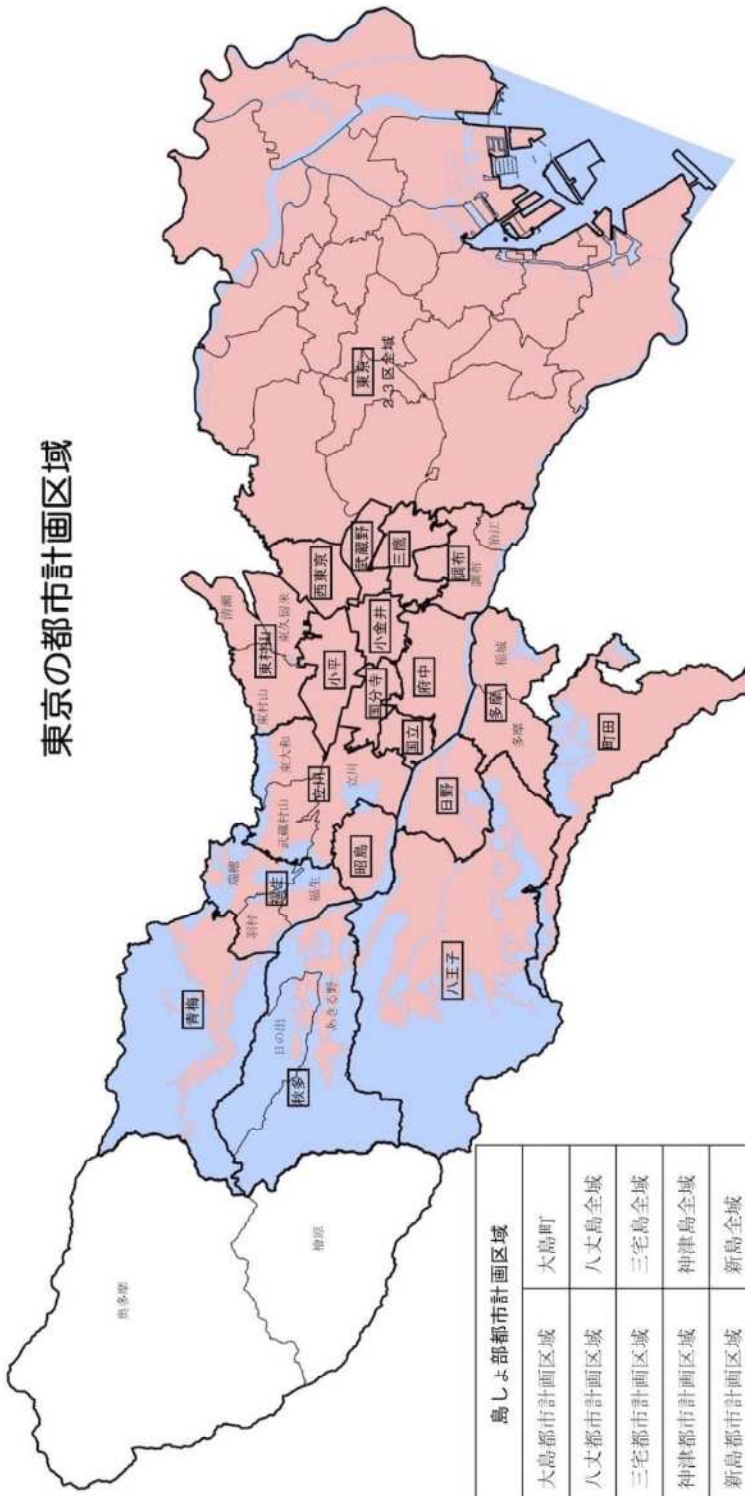 東京の都市計画区域
奥多摩
檜原
青梅
日の出
あきる野
秋多
瑞穂
羽村
福生
福生
八王子
昭島
武蔵村山
東大和
立川
立川
日野
東村山
清瀬
東村山
東久留米
小平
国分寺
国立
小金井
府中
西東京
武蔵野
三鷹
調布
調布
狛江
多摩
稲城
多摩
町田
東京
23区全域
島しょ部都市計画区域
大島都市計画区域 大島町
八丈都市計画区域 八丈島全域
三宅都市計画区域 三宅島全域
神津都市計画区域 神津島全域
新島都市計画区域 新島全域